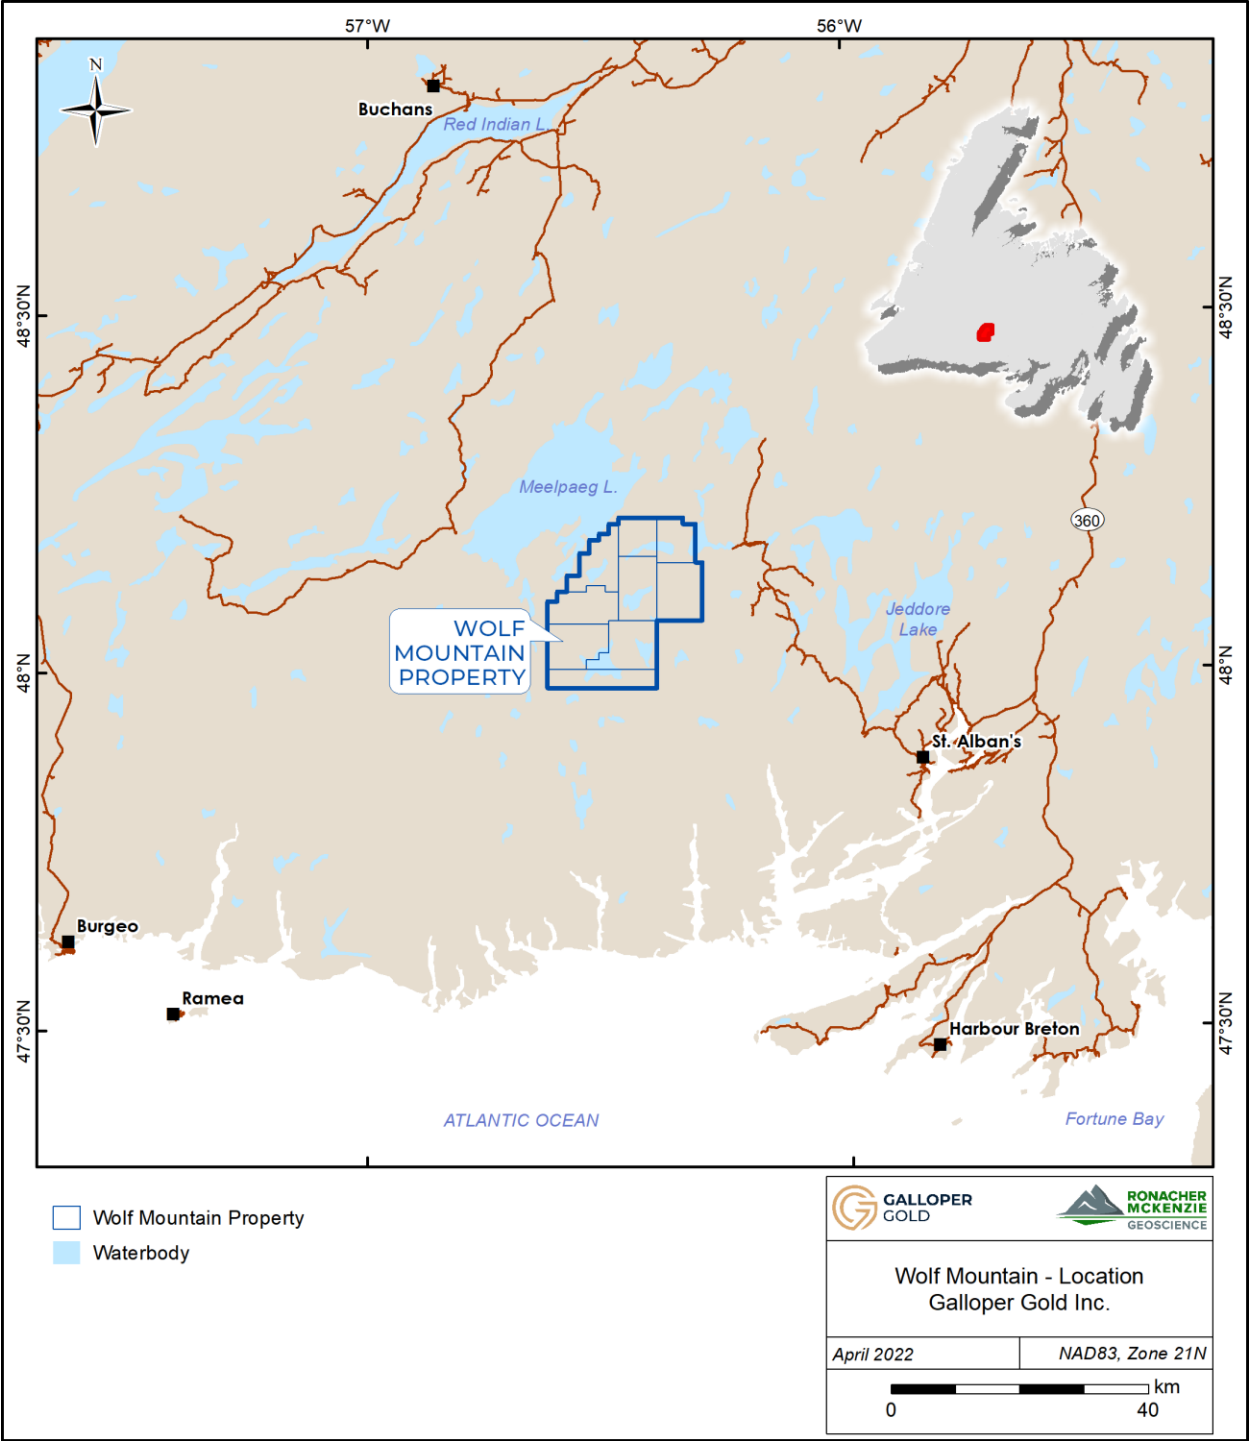 57°W
56°W
N
Buchans
Red Indian L.
48°30'N
48°30'N
Meelpaeg L.
360
WOLF
MOUNTAIN
PROPERTY
Jeddore
Lake
48°N
48°N
St. Alban's
Burgeo
Ramea
47°30'N
47°30'N
Harbour Breton
ATLANTIC OCEAN
Fortune Bay
Wolf Mountain Property
Waterbody
GALLOPER
GOLD
RONACHER
MCKENZIE
GEOSCIENCE
Wolf Mountain - Location
Galloper Gold Inc.
April 2022
NAD83, Zone 21N
km
0
40